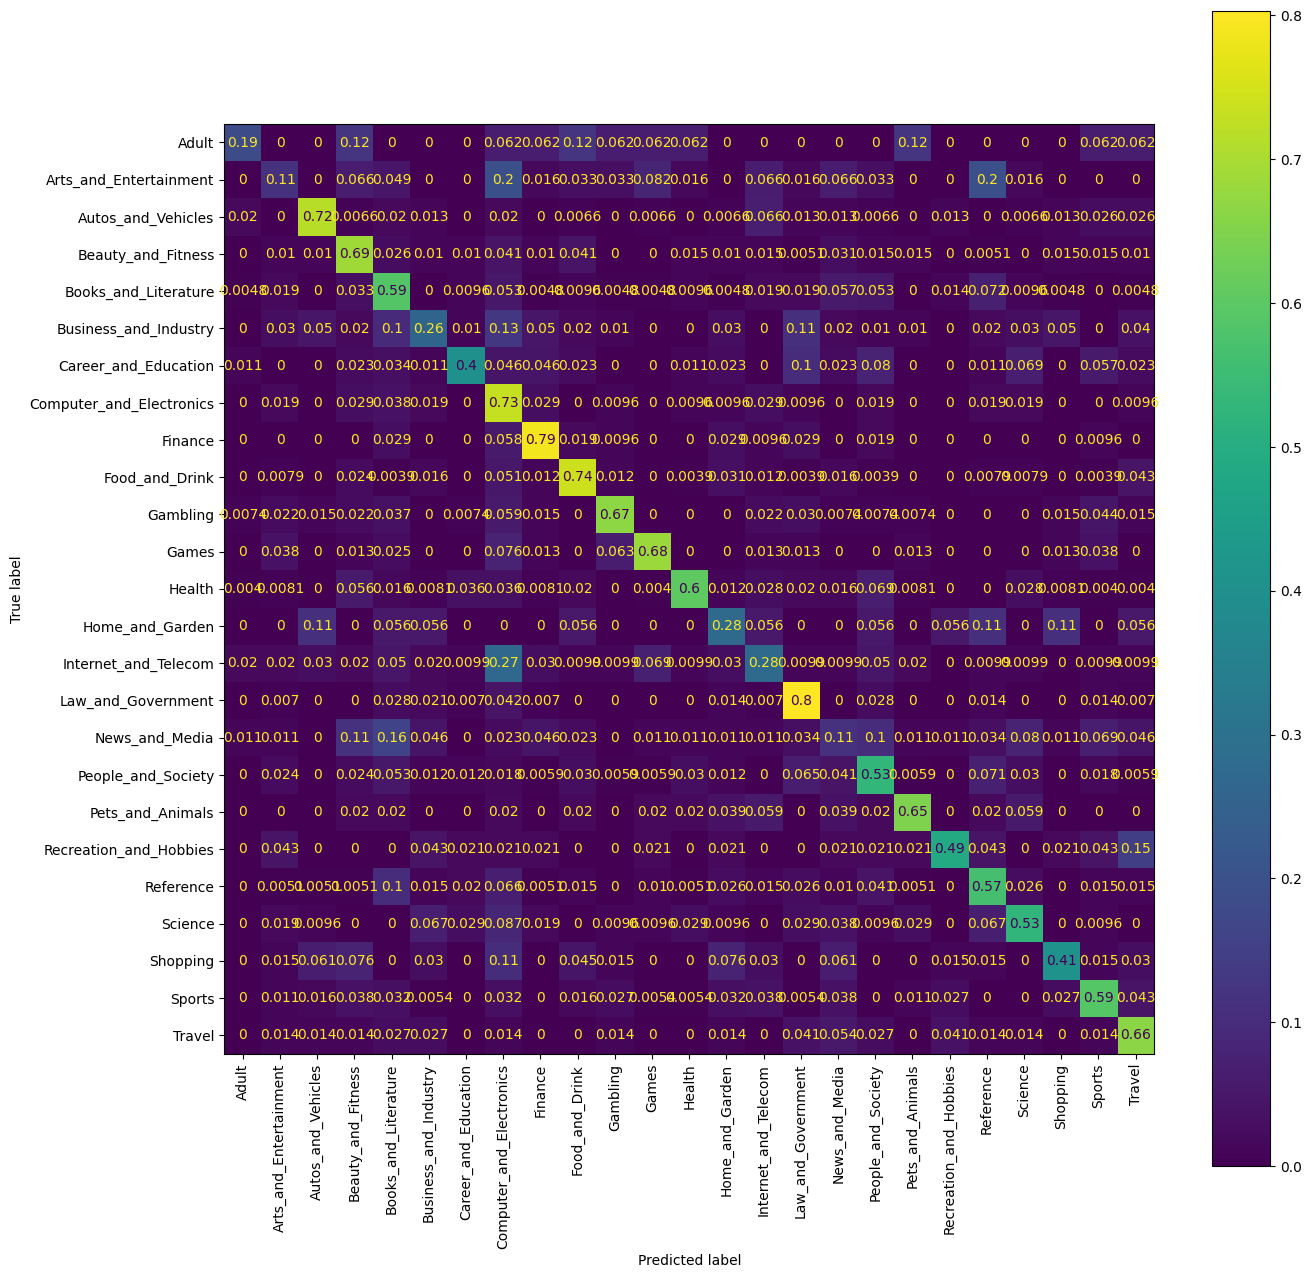 Adult 0.19 0 0 0.12 0 0 0 0.062 0.062 0.12 0.062 0.062 0.062 0 0 0 0 0 0.12 0 0 0 0 0.062 0.062
Arts_and_Entertainment 0 0.11 0 0.066 0.049 0 0 0.2 0.016 0.033 0.033 0.082 0.016 0 0.066 0.016 0.066 0.033 0 0 0.2 0.016 0 0 0
Autos_and_Vehicles 0.02 0 0.72 0.0066 0.02 0.013 0 0.02 0 0.0066 0 0.0066 0 0.0066 0.066 0.013 0.013 0.0066 0 0.013 0 0.0066 0.013 0.026 0.026
Beauty_and_Fitness 0 0.01 0.01 0.69 0.026 0.01 0.01 0.041 0.01 0.041 0 0 0.015 0.01 0.015 0.0051 0.031 0.015 0.015 0 0.0051 0 0.015 0.015 0.01
Books_and_Literature 0.0048 0.019 0 0.033 0.59 0 0.0096 0.053 0.0048 0.0096 0.0048 0.0048 0.0096 0.0048 0.019 0.019 0.057 0.053 0 0.014 0.072 0.0096 0.0048 0 0.0048
Business_and_Industry 0 0.03 0.05 0.02 0.1 0.26 0.01 0.13 0.05 0.02 0.01 0 0 0.03 0 0.11 0.02 0.01 0.01 0 0.02 0.03 0.05 0 0.04
Career_and_Education 0.011 0 0 0.023 0.034 0.011 0.4 0.046 0.046 0.023 0 0 0.011 0.023 0 0.1 0.023 0.08 0 0 0.011 0.069 0 0.057 0.023
Computer_and_Electronics 0 0.019 0 0.029 0.038 0.019 0 0.73 0.029 0 0.0096 0 0.0096 0.0096 0.029 0.0096 0 0.019 0 0 0.019 0.019 0 0 0.0096
Finance 0 0 0 0 0.029 0 0 0.058 0.79 0.019 0.0096 0 0 0.029 0.0096 0.029 0 0.019 0 0 0 0 0 0.0096 0
Food_and_Drink 0 0.0079 0 0.024 0.0039 0.016 0 0.051 0.012 0.74 0.012 0 0.0039 0.031 0.012 0.0039 0.016 0.0039 0 0 0.0079 0.0079 0 0.0039 0.043
Gambling 0.0074 0.022 0.015 0.022 0.037 0 0.0074 0.059 0.015 0 0.67 0 0 0 0.022 0.03 0.0074 0.0074 0.0074 0 0 0 0.015 0.044 0.015
Games 0 0.038 0 0.013 0.025 0 0 0.076 0.013 0 0.063 0.68 0 0 0.013 0.013 0 0 0.013 0 0 0 0.013 0.038 0
Health 0.004 0.0081 0 0.056 0.016 0.0081 0.036 0.036 0.0081 0.02 0 0.004 0.6 0.012 0.028 0.02 0.016 0.069 0.0081 0 0 0.028 0.0081 0.004 0.004
Home_and_Garden 0 0 0.11 0 0.056 0.056 0 0 0 0.056 0 0 0 0.28 0.056 0 0 0.056 0 0.056 0.11 0 0.11 0 0.056
Internet_and_Telecom 0.02 0.02 0.03 0.02 0.05 0.02 0.0099 0.27 0.03 0.0099 0.0099 0.069 0.0099 0.03 0.28 0.0099 0.0099 0.05 0.02 0 0.0099 0.0099 0 0.0099 0.0099
Law_and_Government 0 0.007 0 0 0.028 0.021 0.007 0.042 0.007 0 0 0 0 0.014 0.007 0.8 0 0.028 0 0 0.014 0 0 0.014 0.007
News_and_Media 0.011 0.011 0 0.11 0.16 0.046 0 0.023 0.046 0.023 0 0.011 0.011 0.011 0.011 0.034 0.11 0.1 0.011 0.011 0.034 0.08 0.011 0.069 0.046
People_and_Society 0 0.024 0 0.024 0.053 0.012 0.012 0.018 0.0059 0.03 0.0059 0.0059 0.03 0.012 0 0.065 0.041 0.53 0.0059 0 0.071 0.03 0 0.018 0.0059
Pets_and_Animals 0 0 0 0.02 0.02 0 0 0.02 0 0.02 0 0.02 0.02 0.039 0.059 0 0.039 0.02 0.65 0 0.02 0.059 0 0 0
Recreation_and_Hobbies 0 0.043 0 0 0 0.043 0.021 0.021 0.021 0 0 0.021 0 0.021 0 0 0.021 0.021 0.021 0.49 0.043 0 0.021 0.043 0.15
Reference 0 0.0051 0.0051 0.0051 0.1 0.015 0.02 0.066 0.0051 0.015 0 0.01 0.0051 0.026 0.015 0.026 0.01 0.041 0.0051 0 0.57 0.026 0 0.015 0.015
Science 0 0.019 0.0096 0 0 0.067 0.029 0.087 0.019 0 0.0096 0.0096 0.029 0.0096 0 0.029 0.038 0.0096 0.029 0 0.067 0.53 0 0.0096 0
Shopping 0 0.015 0.061 0.076 0 0.03 0 0.11 0 0.045 0.015 0 0 0.076 0.03 0 0.061 0 0 0.015 0.015 0 0.41 0.015 0.03
Sports 0 0.011 0.016 0.038 0.032 0.0054 0 0.032 0 0.016 0.027 0.0054 0.0054 0.032 0.038 0.0054 0.038 0 0.011 0.027 0 0 0.027 0.59 0.043
Travel 0 0.014 0.014 0.014 0.027 0.027 0 0.014 0 0 0.014 0 0 0.014 0 0.041 0.054 0.027 0 0.041 0.014 0.014 0 0.014 0.66
True label
Adult
Arts_and_Entertainment
Autos_and_Vehicles
Beauty_and_Fitness
Books_and_Literature
Business_and_Industry
Career_and_Education
Computer_and_Electronics
Finance
Food_and_Drink
Gambling
Games
Health
Home_and_Garden
Internet_and_Telecom
Law_and_Government
News_and_Media
People_and_Society
Pets_and_Animals
Recreation_and_Hobbies
Reference
Science
Shopping
Sports
Travel
Predicted label
0.8
0.7
0.6
0.5
0.4
0.3
0.2
0.1
0.0